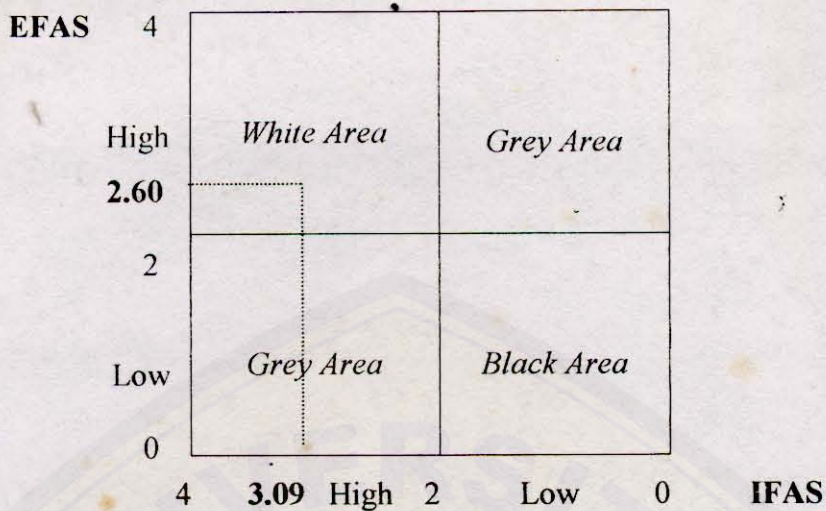 EFAS 4
High White Area Grey Area
2.60
2
Low Grey Area Black Area
0
4 3.09 High 2 Low 0 IFAS